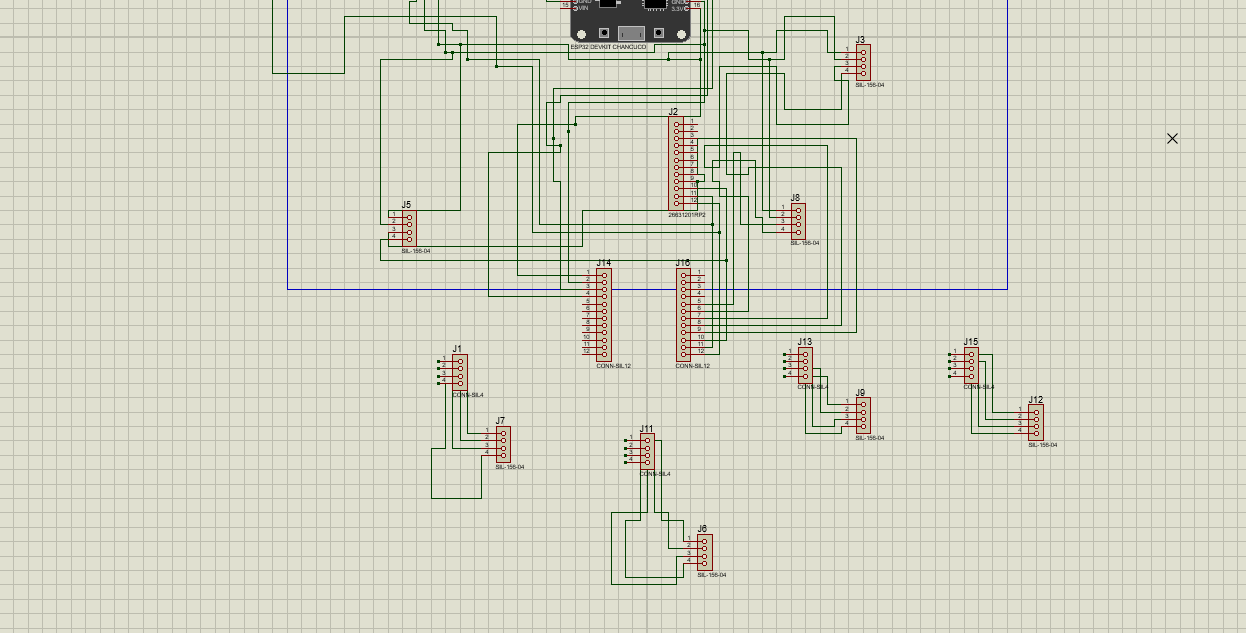 GND
15 VIN
GND
16 3.3V
ESP32 DEVKIT CHANCUCO
J3
1
2
3
4
SIL-156-04
J2
1
2
3
4
5
6
7
8
9
10
11
12
26631201RP2
J5
1
2
3
4
SIL-156-04
J8
1
2
3
4
SIL-156-04
J14
1
2
3
4
5
6
7
8
9
10
11
12
CONN-SIL12
J16
1
2
3
4
5
6
7
8
9
10
11
12
CONN-SIL12
J1
1
2
3
4
CONN-SIL4
J7
1
2
3
4
SIL-156-04
J13
1
2
3
4
CONN-SIL4
J9
1
2
3
4
SIL-156-04
J15
1
2
3
4
CONN-SIL4
J12
1
2
3
4
SIL-156-04
J11
1
2
3
4
CONN-SIL4
J6
1
2
3
4
SIL-156-04